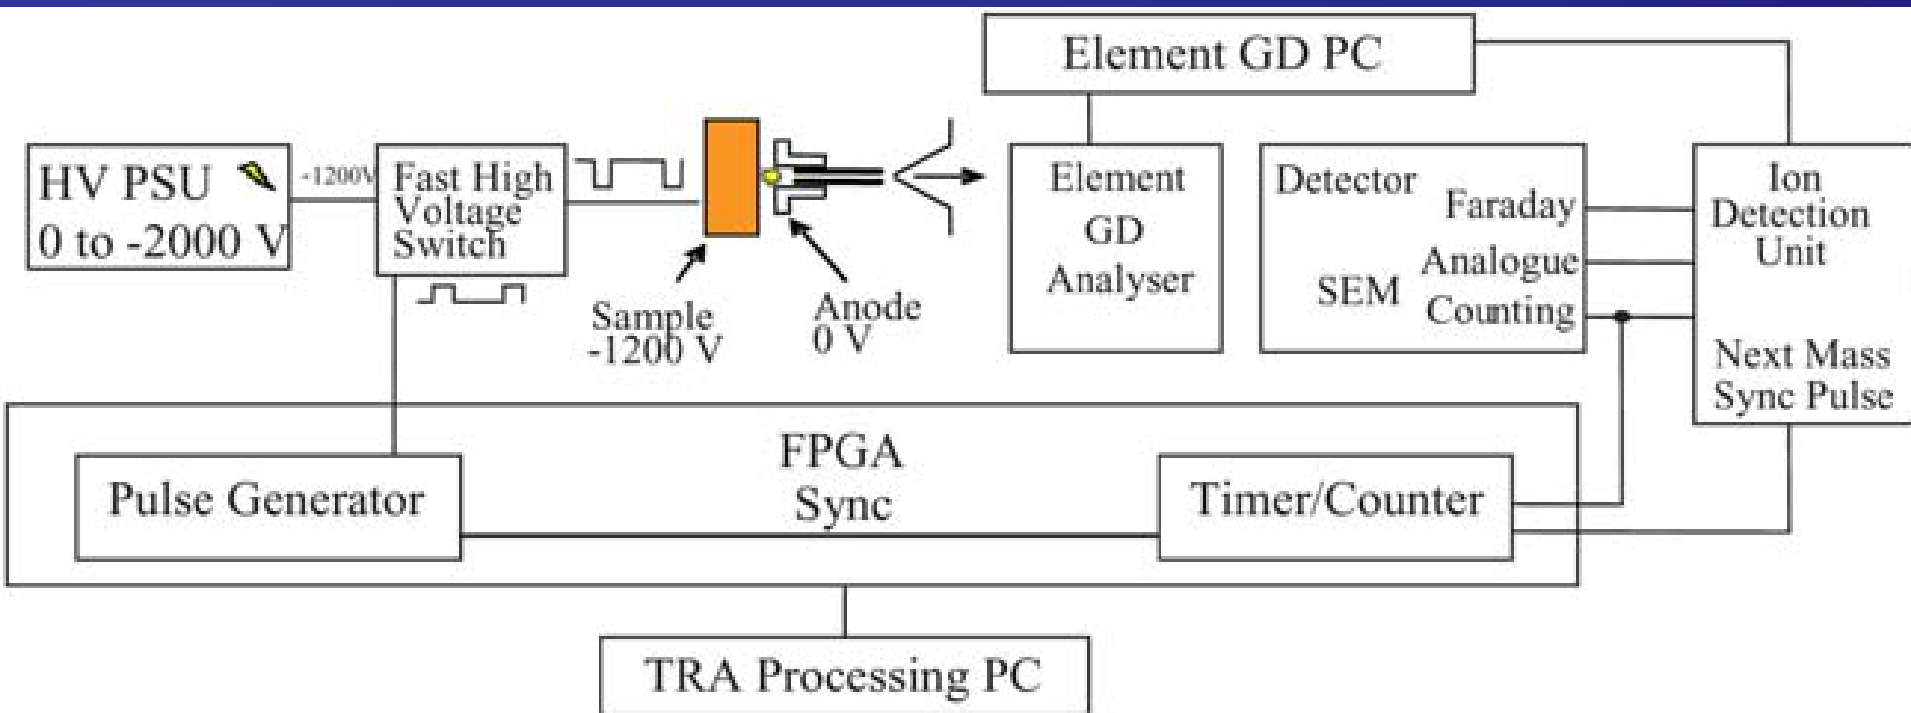 Element GD PC
HV PSU
0 to -2000 V
-1200V
Fast High
Voltage
Switch
Sample
-1200 V
Anode
0 V
Element
GD
Analyser
Detector
Faraday
Analogue
SEM
Counting
Ion
Detection
Unit
Next Mass
Sync Pulse
FPGA
Sync
Pulse Generator
Timer/Counter
TRA Processing PC